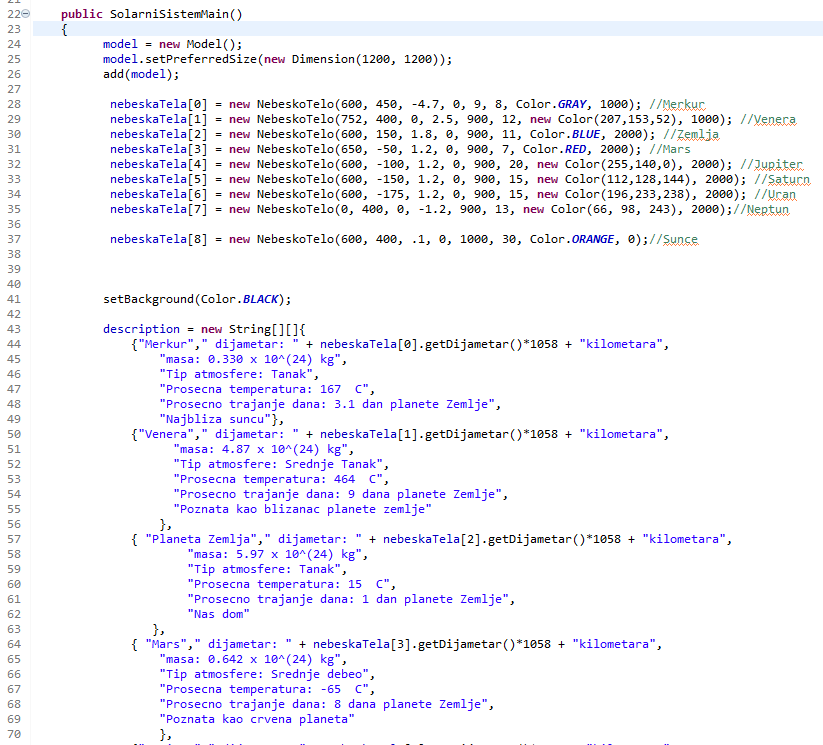 22 public SolarniSistemMain()
23 {
24 model = new Model();
25 model.setPreferredSize(new Dimension(1200, 1200));
26 add(model);
27
28 nebeskaTela[0] = new NebeskoTelo(600, 450, -4.7, 0, 9, 8, Color.GRAY, 1000); //Merkur
29 nebeskaTela[1] = new NebeskoTelo(752, 400, 0, 2.5, 900, 12, new Color(207,153,52), 1000); //Venera
30 nebeskaTela[2] = new NebeskoTelo(600, 150, 1.8, 0, 900, 11, Color.BLUE, 2000); //Zemlja
31 nebeskaTela[3] = new NebeskoTelo(650, -50, 1.2, 0, 900, 7, Color.RED, 2000); //Mars
32 nebeskaTela[4] = new NebeskoTelo(600, -100, 1.2, 0, 900, 20, new Color(255,140,0), 2000); //Jupiter
33 nebeskaTela[5] = new NebeskoTelo(600, -150, 1.2, 0, 900, 15, new Color(112,128,144), 2000); //Saturn
34 nebeskaTela[6] = new NebeskoTelo(600, -175, 1.2, 0, 900, 15, new Color(196,233,238), 2000); //Uran
35 nebeskaTela[7] = new NebeskoTelo(0, 400, 0, -1.2, 900, 13, new Color(66, 98, 243), 2000);//Neptun
36
37 nebeskaTela[8] = new NebeskoTelo(600, 400, .1, 0, 1000, 30, Color.ORANGE, 0);//Sunce
38
39
40
41 setBackground(Color.BLACK);
42
43 description = new String[][]{
44 {"Merkur"," dijametar: " + nebeskaTela[0].getDijametar()*1058 + "kilometara",
45 "masa: 0.330 x 10^(24) kg",
46 "Tip atmosfere: Tanak",
47 "Prosecna temperatura: 167  C",
48 "Prosecno trajanje dana: 3.1 dan planete Zemlje",
49 "Najbliza suncu"},
50 {"Venera"," dijametar: " + nebeskaTela[1].getDijametar()*1058 + "kilometara",
51 "masa: 4.87 x 10^(24) kg",
52 "Tip atmosfere: Srednje Tanak",
53 "Prosecna temperatura: 464  C",
54 "Prosecno trajanje dana: 9 dana planete Zemlje",
55 "Poznata kao blizanac planete zemlje"
56 },
57 { "Planeta Zemlja"," dijametar: " + nebeskaTela[2].getDijametar()*1058 + "kilometara",
58 "masa: 5.97 x 10^(24) kg",
59 "Tip atmosfere: Tanak",
60 "Prosecna temperatura: 15  C",
61 "Prosecno trajanje dana: 1 dan planete Zemlje",
62 "Nas dom"
63 },
64 { "Mars"," dijametar: " + nebeskaTela[3].getDijametar()*1058 + "kilometara",
65 "masa: 0.642 x 10^(24) kg",
66 "Tip atmosfere: Srednje debeo",
67 "Prosecna temperatura: -65  C",
68 "Prosecno trajanje dana: 8 dana planete Zemlje",
69 "Poznata kao crvena planeta"
70 },